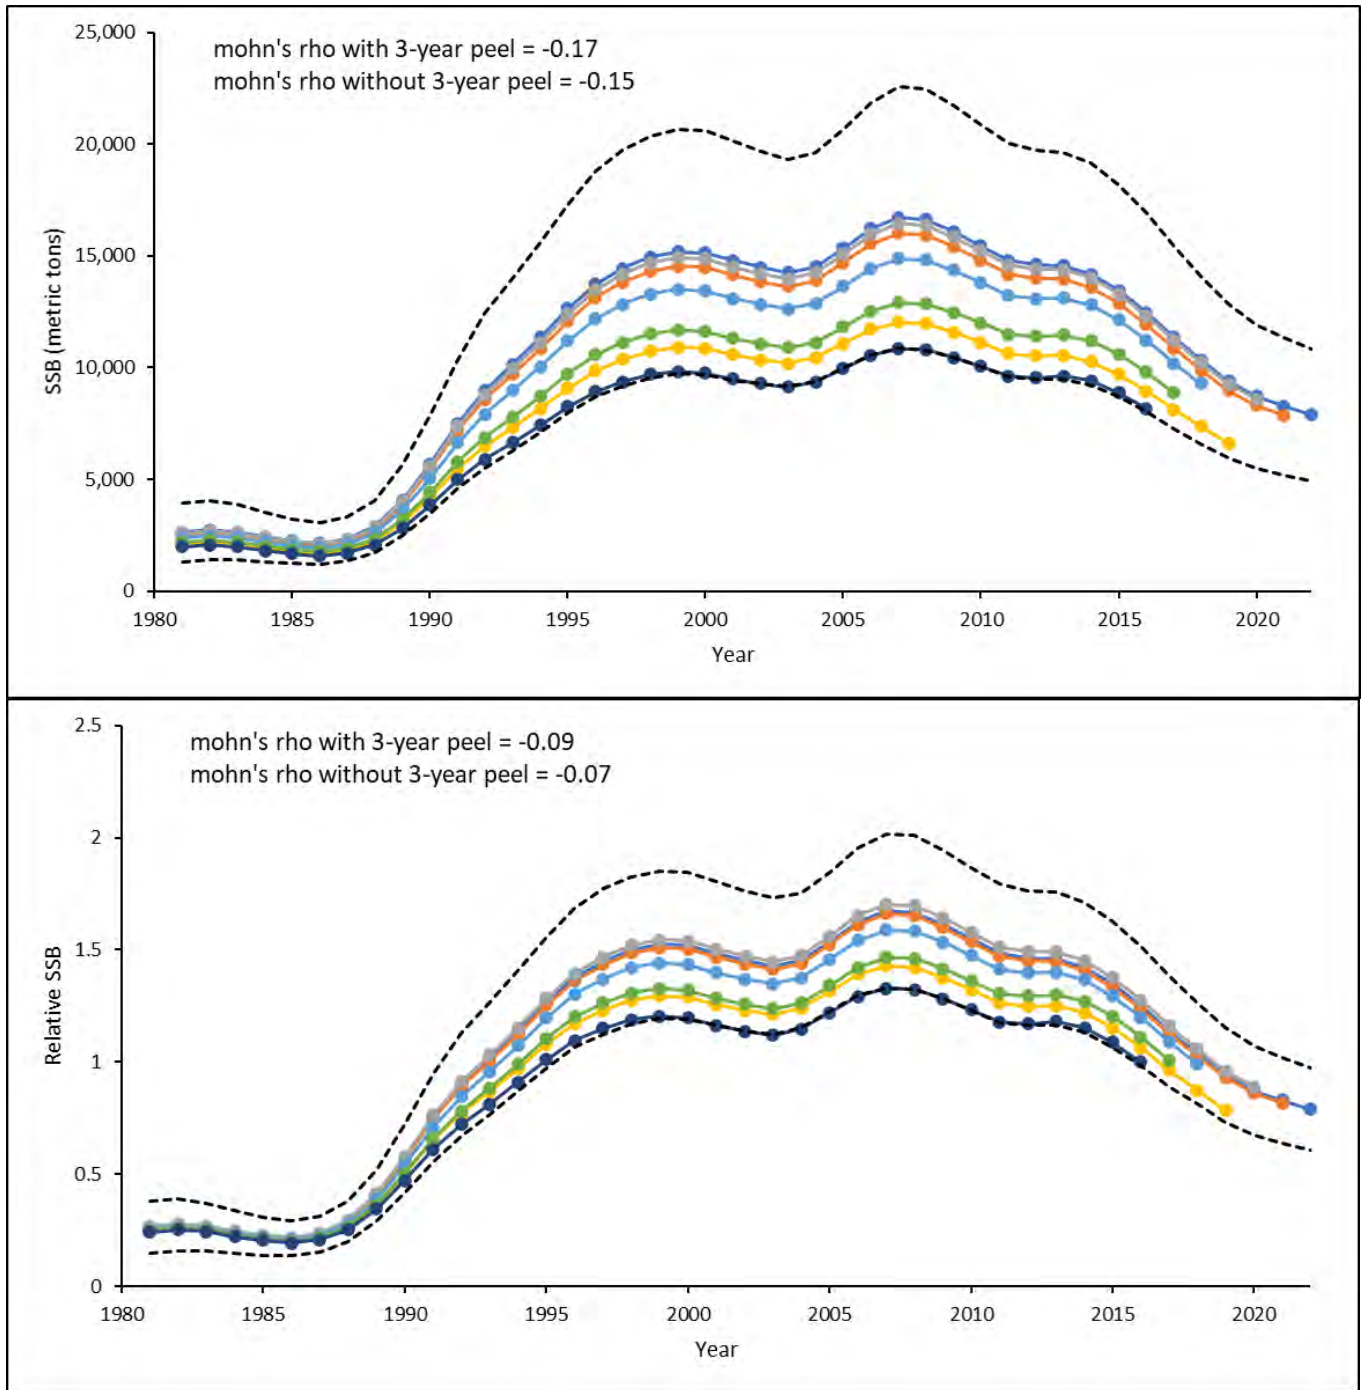 25,000
mohn's rho with 3-year peel = -0.17
mohn's rho without 3-year peel = -0.15
20,000
15,000
SSB (metric tons)
10,000
5,000
0
1980 1985 1990 1995 2000 2005 2010 2015 2020
Year
2.5
mohn's rho with 3-year peel = -0.09
mohn's rho without 3-year peel = -0.07
2
1.5
Relative SSB
1
0.5
0
1980 1985 1990 1995 2000 2005 2010 2015 2020
Year